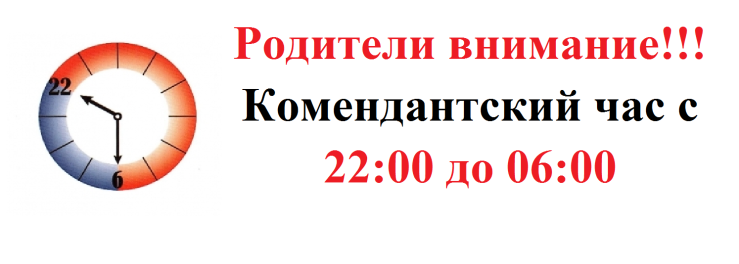 Родители внимание!!!
22
Комендантский час с
22:00 до 06:00
6